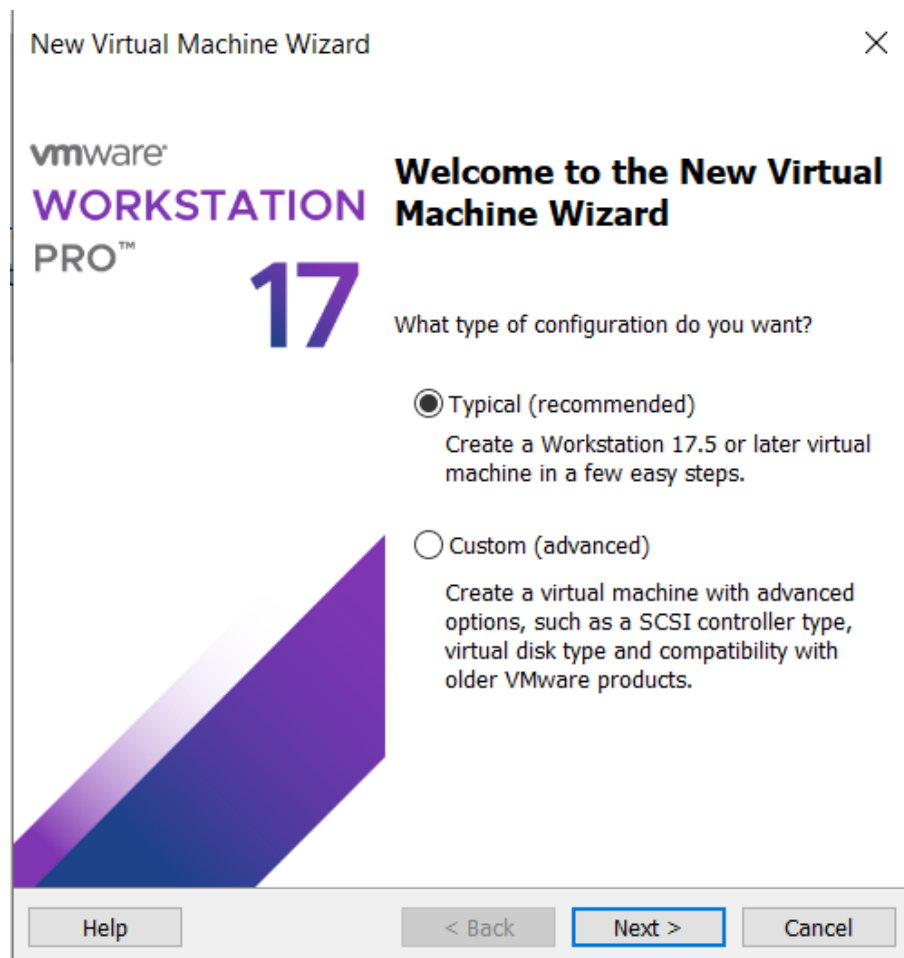 New Virtual Machine Wizard
vmware
WORKSTATION
PRO™
17
Welcome to the New Virtual
Machine Wizard
What type of configuration do you want?
Typical (recommended)
Create a Workstation 17.5 or later virtual
machine in a few easy steps.
Custom (advanced)
Create a virtual machine with advanced
options, such as a SCSI controller type,
virtual disk type and compatibility with
older VMware products.
Help
< Back
Next >
Cancel